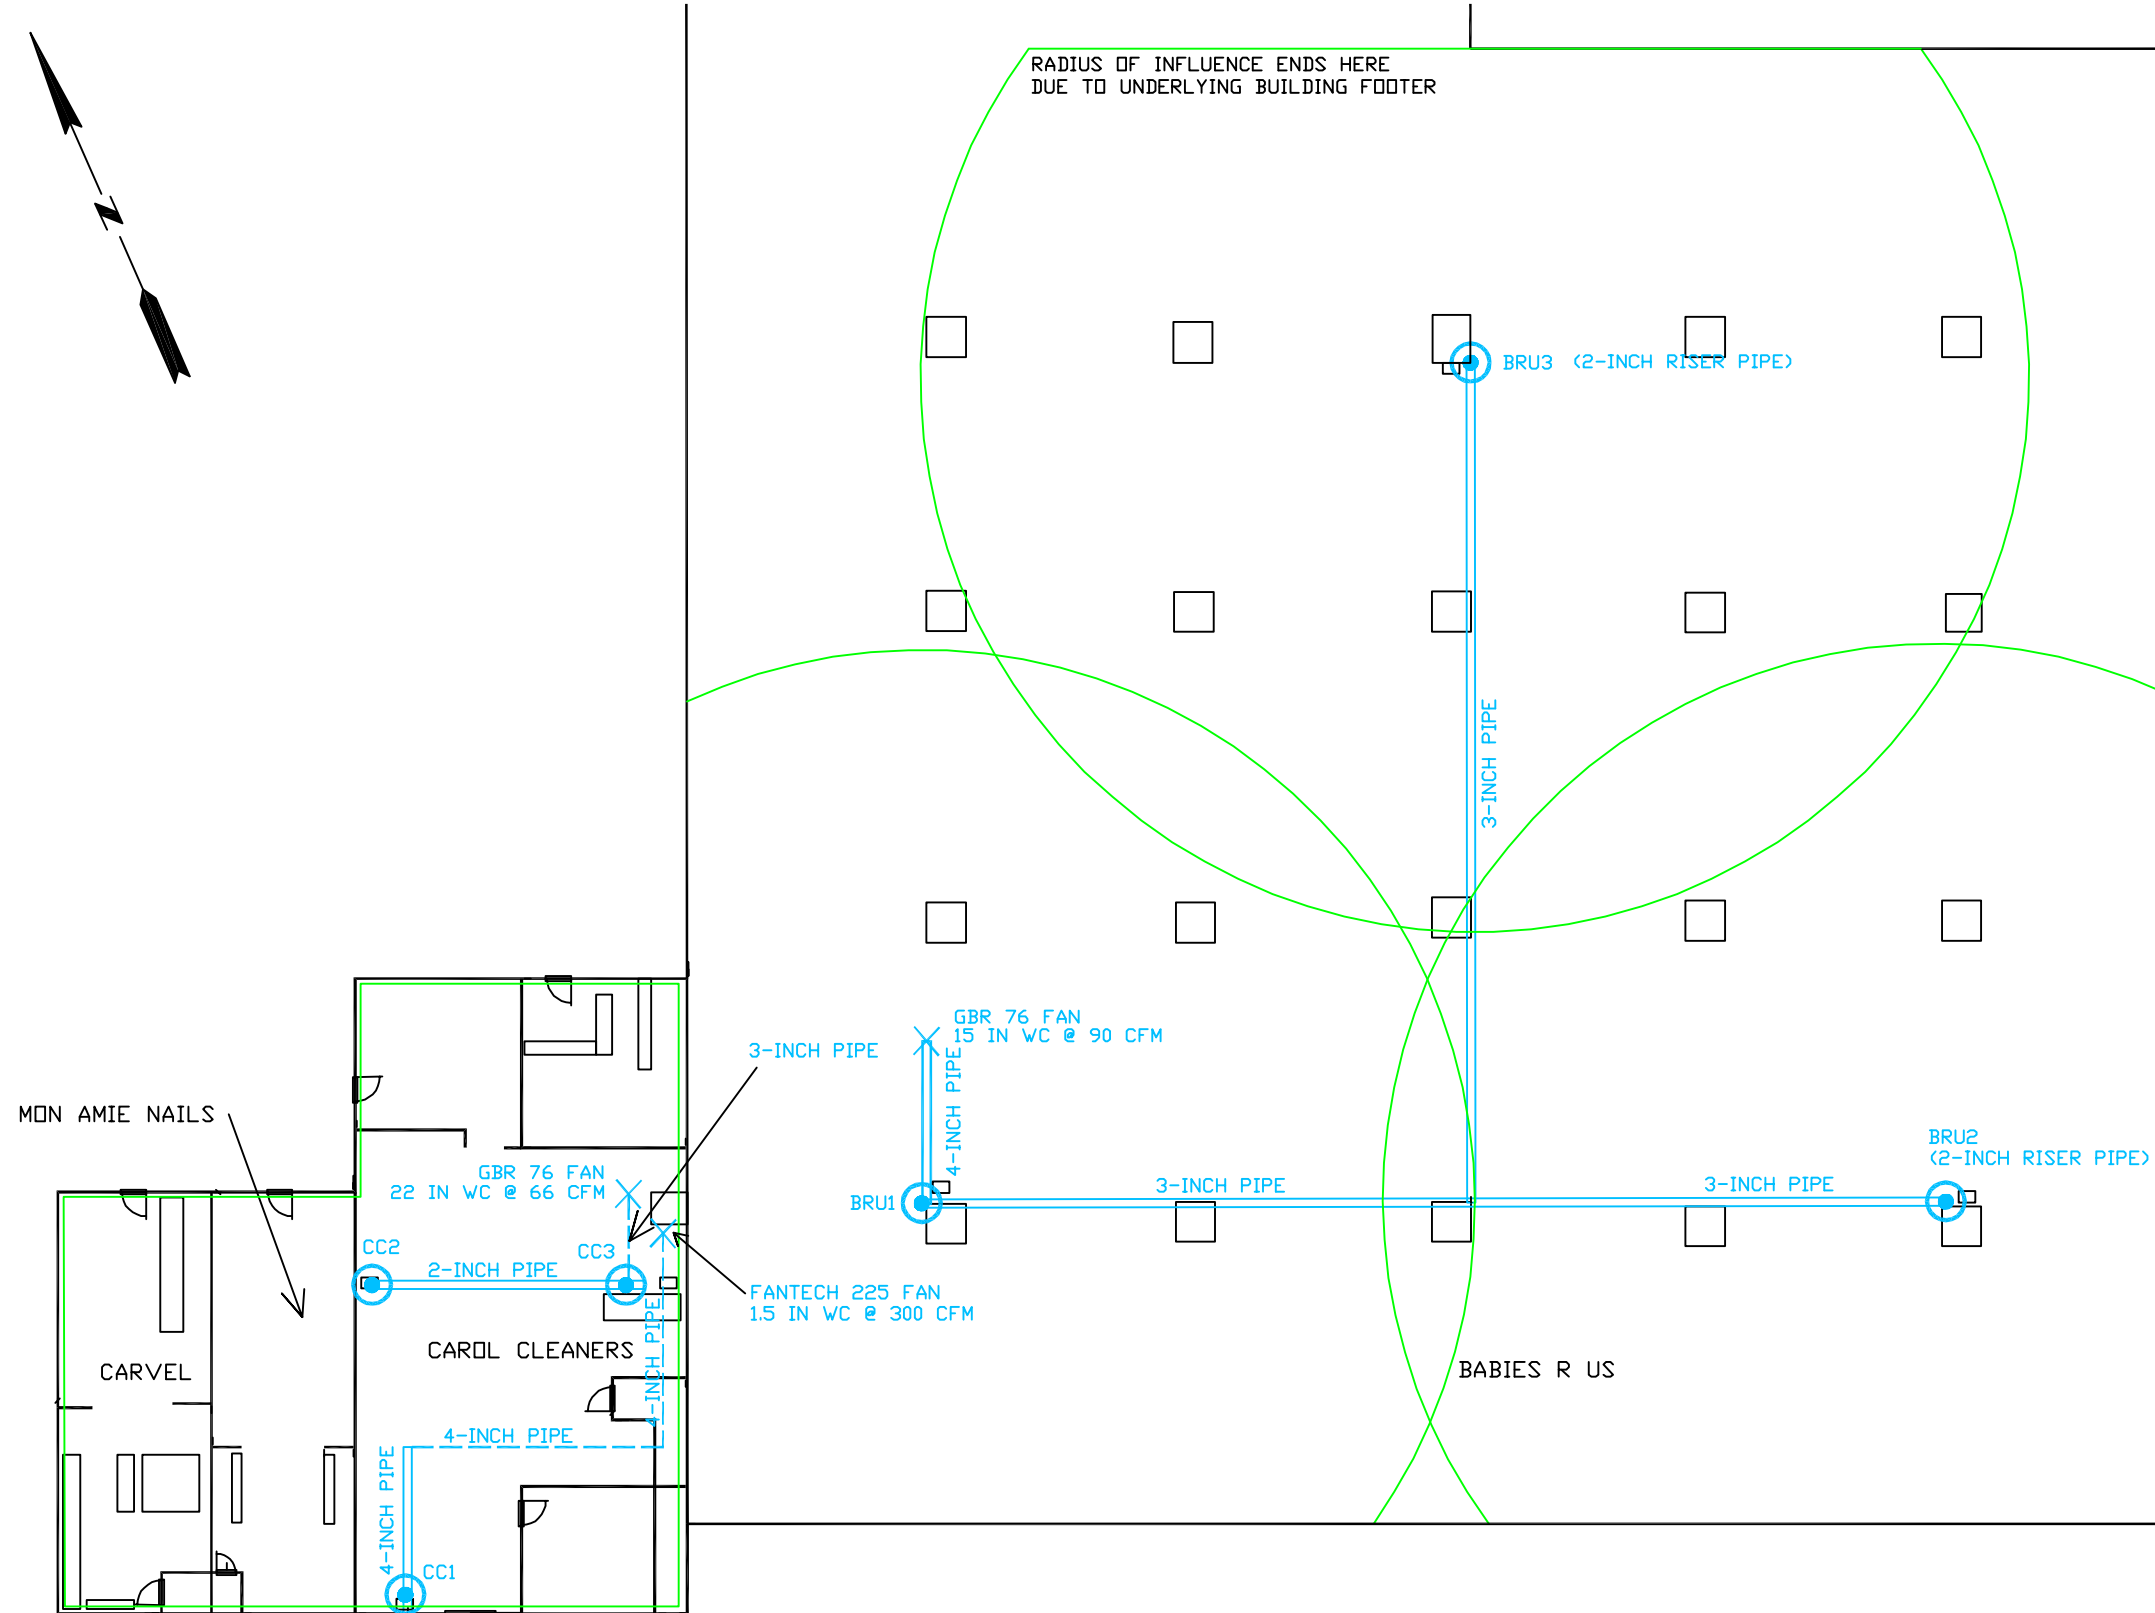 RADIUS OF INFLUENCE ENDS HERE
DUE TO UNDERLYING BUILDING FOOTER
N
BRU3 (2-INCH RISER PIPE)
3-INCH PIPE
GBR 76 FAN
15 IN WC @ 90 CFM
4-INCH PIPE
3-INCH PIPE
MON AMIE NAILS
BRU2
(2-INCH RISER PIPE)
GBR 76 FAN
22 IN WC @ 66 CFM
3-INCH PIPE
3-INCH PIPE
BRU1
CC2
CC3
2-INCH PIPE
FANTECH 225 FAN
1.5 IN WC @ 300 CFM
4-INCH PIPE
CAROL CLEANERS
CARVEL
BABIES R US
4-INCH PIPE
4-INCH PIPE
CC1